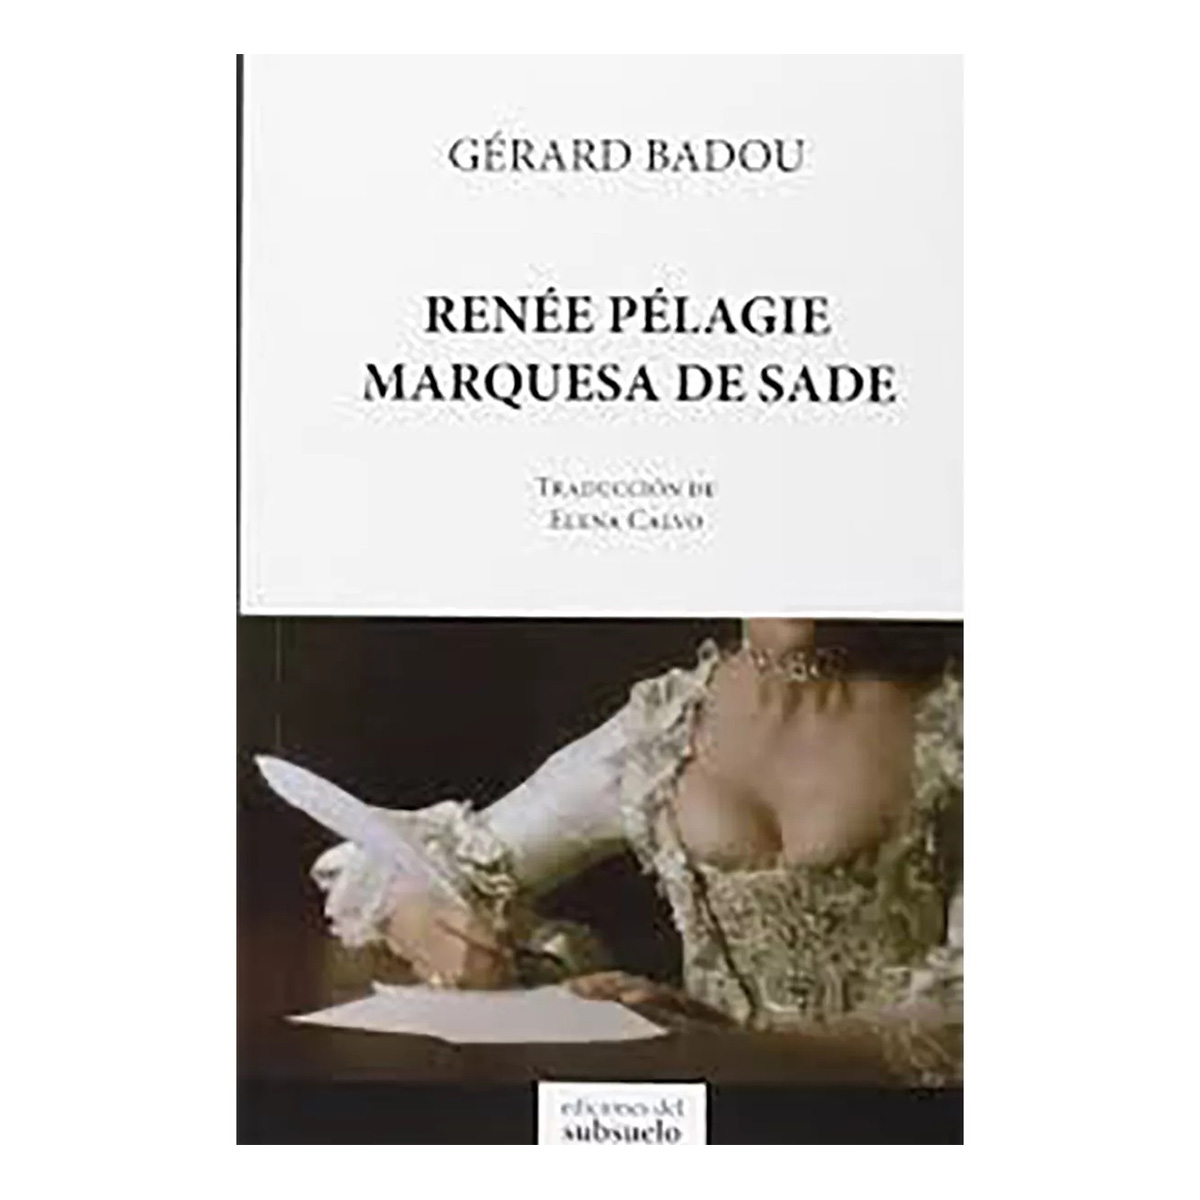 GÉRARD BADOU
RENÉE PÉLAGIE
MARQUESA DE SADE
TRADUCCIÓN DE
ELENA CALVO
ediciones del
subsuelo